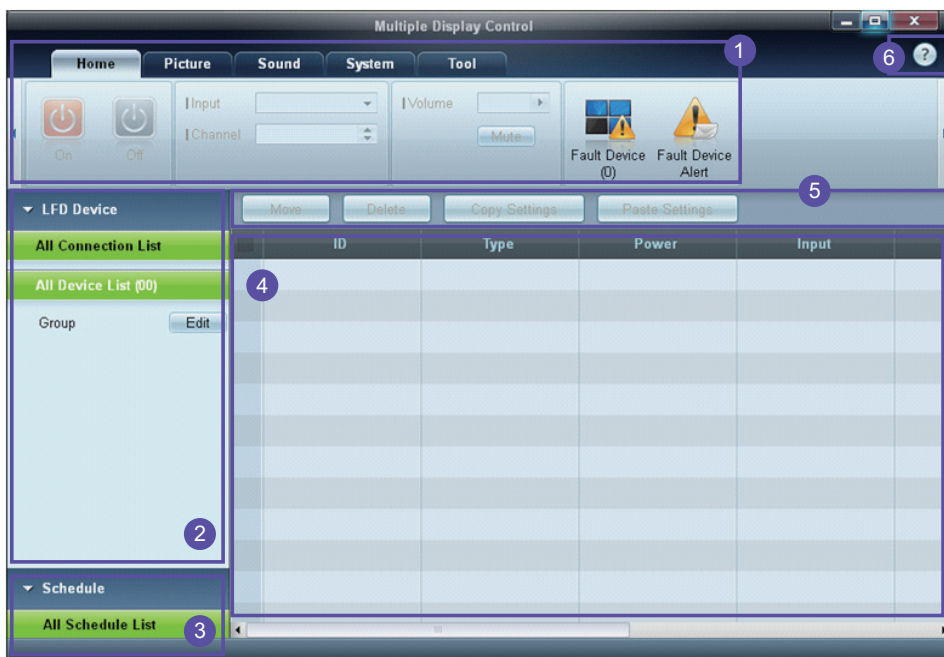 Multiple Display Control
1
6
?
Home Picture Sound System Tool
Input
Volume
Channel
Mute
On Off
Fault Device (0)
Fault Device Alert
5
LFD Device
Move Delete Copy Settings Paste Settings
All Connection List
ID Type Power Input
4
All Device List (00)
Group Edit
2
Schedule
All Schedule List
3